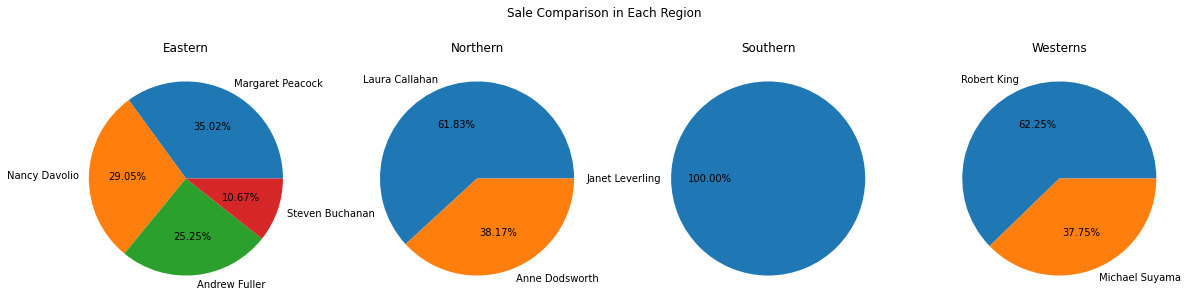 Sale Comparison in Each Region
Eastern
Margaret Peacock
35.02%
Nancy Davolio
29.05%
10.67%
Steven Buchanan
25.25%
Andrew Fuller
Northern
Laura Callahan
61.83%
38.17%
Anne Dodsworth
Southern
Janet Leverling
100.00%
Westerns
Robert King
62.25%
37.75%
Michael Suyama